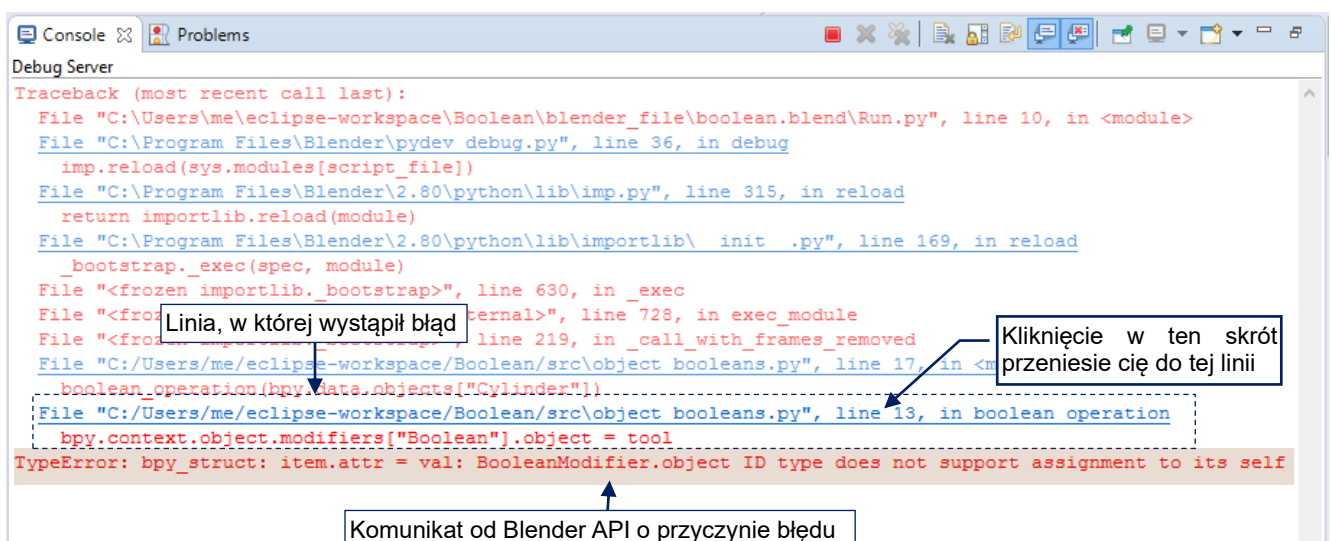 Console Problems
Debug Server
Traceback (most recent call last):
File "C:\Users\me\eclipse-workspace\Boolean\blender_file\boolean.blend\Run.py", line 10, in <module>
File "C:\Program Files\Blender\pydev_debug.py", line 36, in debug
imp.reload(sys.modules[script_file])
File "C:\Program Files\Blender\2.80\python\lib\imp.py", line 315, in reload
return importlib.reload(module)
File "C:\Program Files\Blender\2.80\python\lib\importlib\__init__.py", line 169, in reload
_bootstrap._exec(spec, module)
File "<frozen importlib._bootstrap>", line 630, in _exec
File "<froz ternal>", line 728, in exec_module
Linia, w której wystąpił błąd
File "<f line 219, in _call_with_frames_removed
Kliknięcie w ten skrót
przeniesie cię do tej linii
File "C:/Users/me/eclipse-workspace/Boolean/src\object_booleans.py", line 17, in <m
boolean_operation(bpy.data.objects["Cylinder"])
File "C:/Users/me/eclipse-workspace/Boolean/src\object_booleans.py", line 13, in boolean_operation
bpy.context.object.modifiers["Boolean"].object = tool
TypeError: bpy_struct: item.attr = val: BooleanModifier.object ID type does not support assignment to its self
Komunikat od Blender API o przyczynie błędu